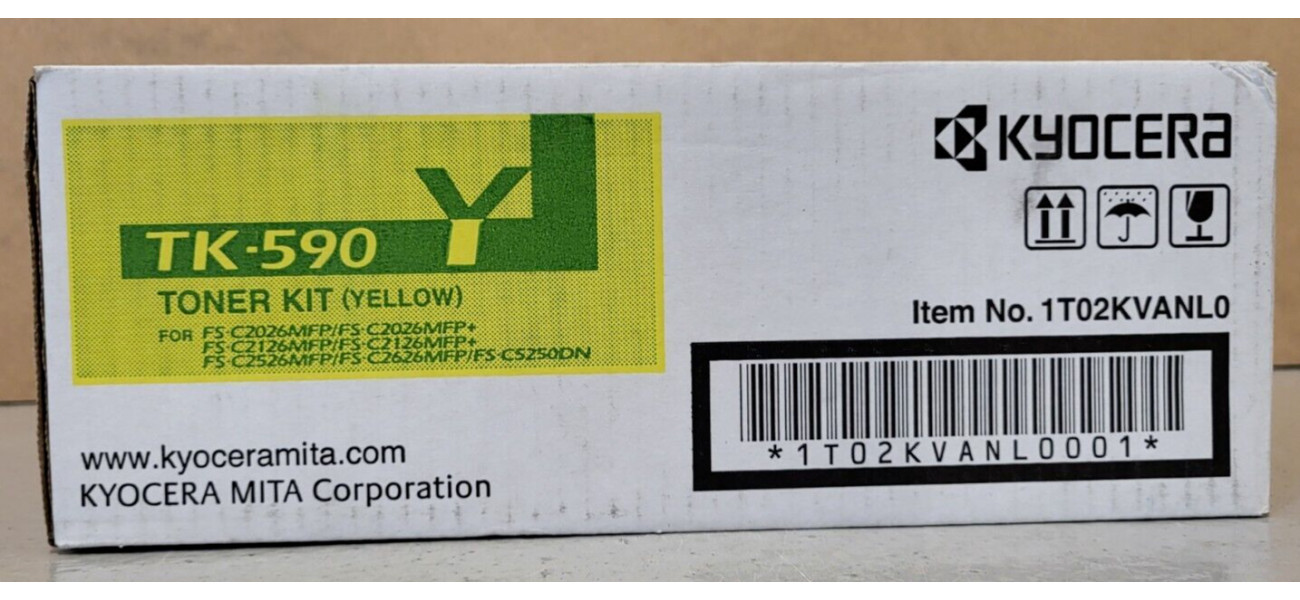 KYOCERA
Y
TK-590
TONER KIT (YELLOW)
FOR FS-C2026MFP/FS-C2026MFP+
FS-C2126MFP/FS-C2126MFP+
FS-C2526MFP/FS-C2626MFP/FS-C5250DN
Item No. 1T02KVANL0
*1T02KVANL0001*
www.kyoceramita.com
KYOCERA MITA Corporation